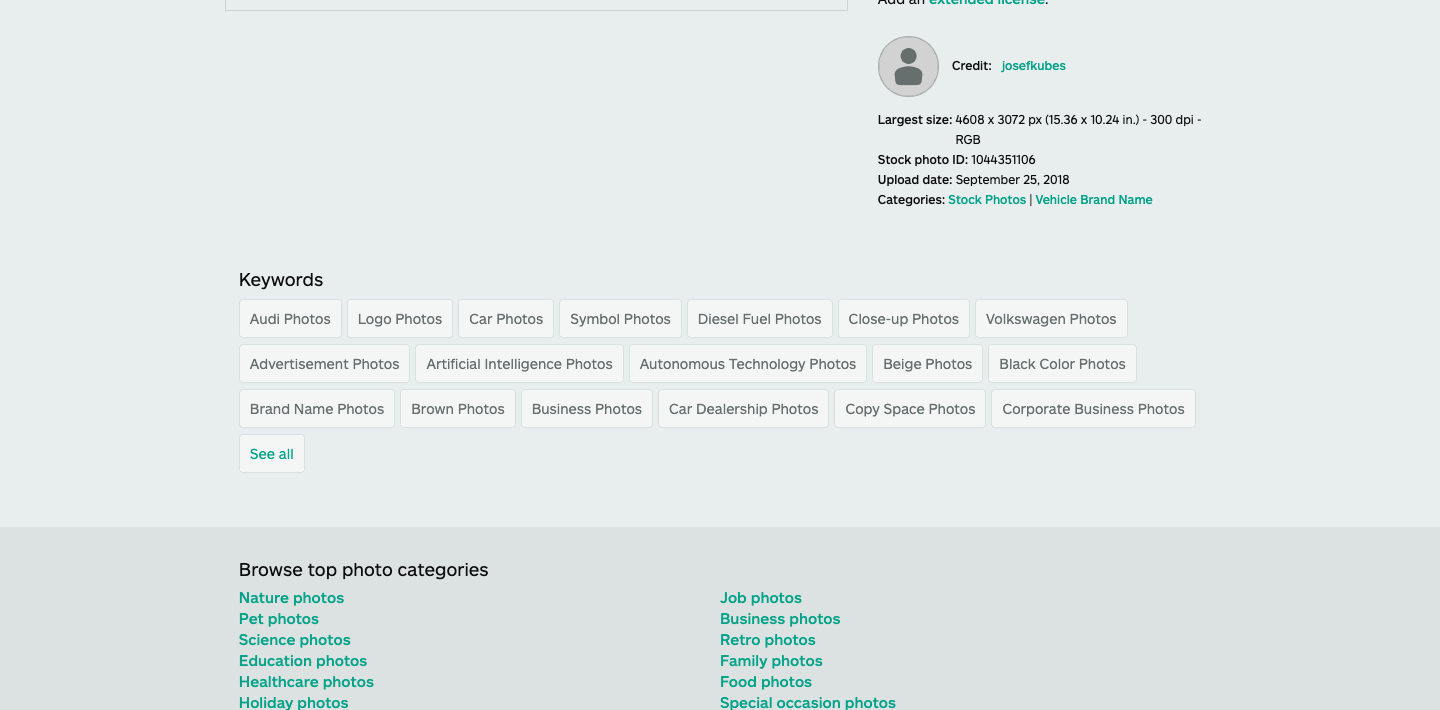 Add an extended license.
Credit: josefkubes
Largest size: 4608 x 3072 px (15.36 x 10.24 in.) - 300 dpi -
RGB
Stock photo ID: 1044351106
Upload date: September 25, 2018
Categories: Stock Photos | Vehicle Brand Name
Keywords
Audi Photos Logo Photos Car Photos Symbol Photos Diesel Fuel Photos Close-up Photos Volkswagen Photos
Advertisement Photos Artificial Intelligence Photos Autonomous Technology Photos Beige Photos Black Color Photos
Brand Name Photos Brown Photos Business Photos Car Dealership Photos Copy Space Photos Corporate Business Photos
See all
Browse top photo categories
Nature photos
Pet photos
Science photos
Education photos
Healthcare photos
Holiday photos
Job photos
Business photos
Retro photos
Family photos
Food photos
Special occasion photos